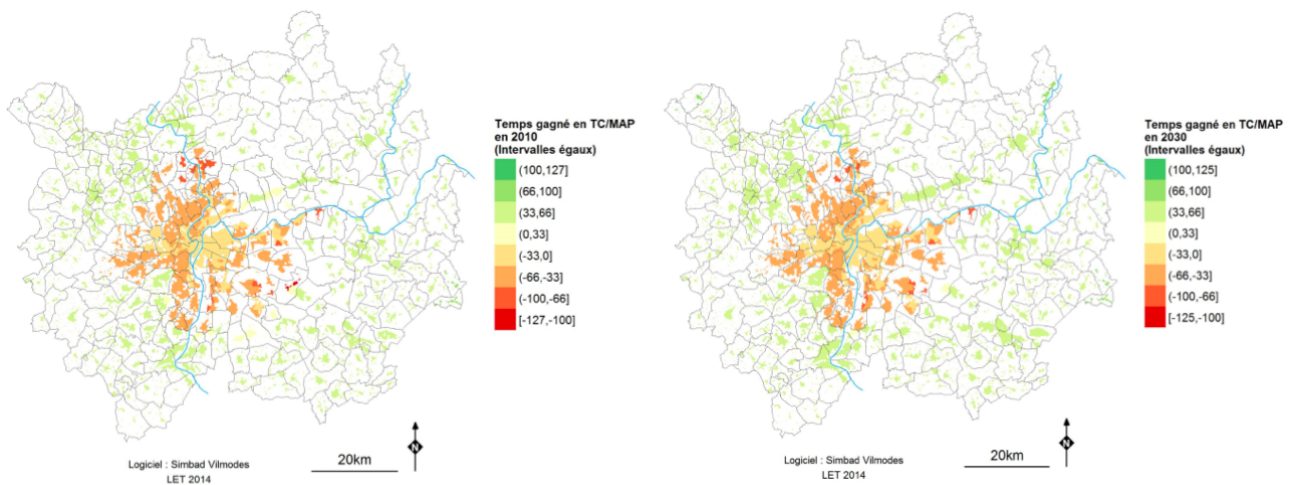 Temps gagné en TC/MAP
en 2010
(Intervalles égaux)
(100,127]
(66,100]
(33,66]
(0,33]
(-33,0]
(-66,-33]
(-100,-66]
[-127,-100]
N
20km
Logiciel : Simbad Vilmodes
LET 2014
Temps gagné en TC/MAP
en 2030
(Intervalles égaux)
(100,125]
(66,100]
(33,66]
(0,33]
(-33,0]
(-66,-33]
(-100,-66]
[-125,-100]
N
20km
Logiciel : Simbad Vilmodes
LET 2014